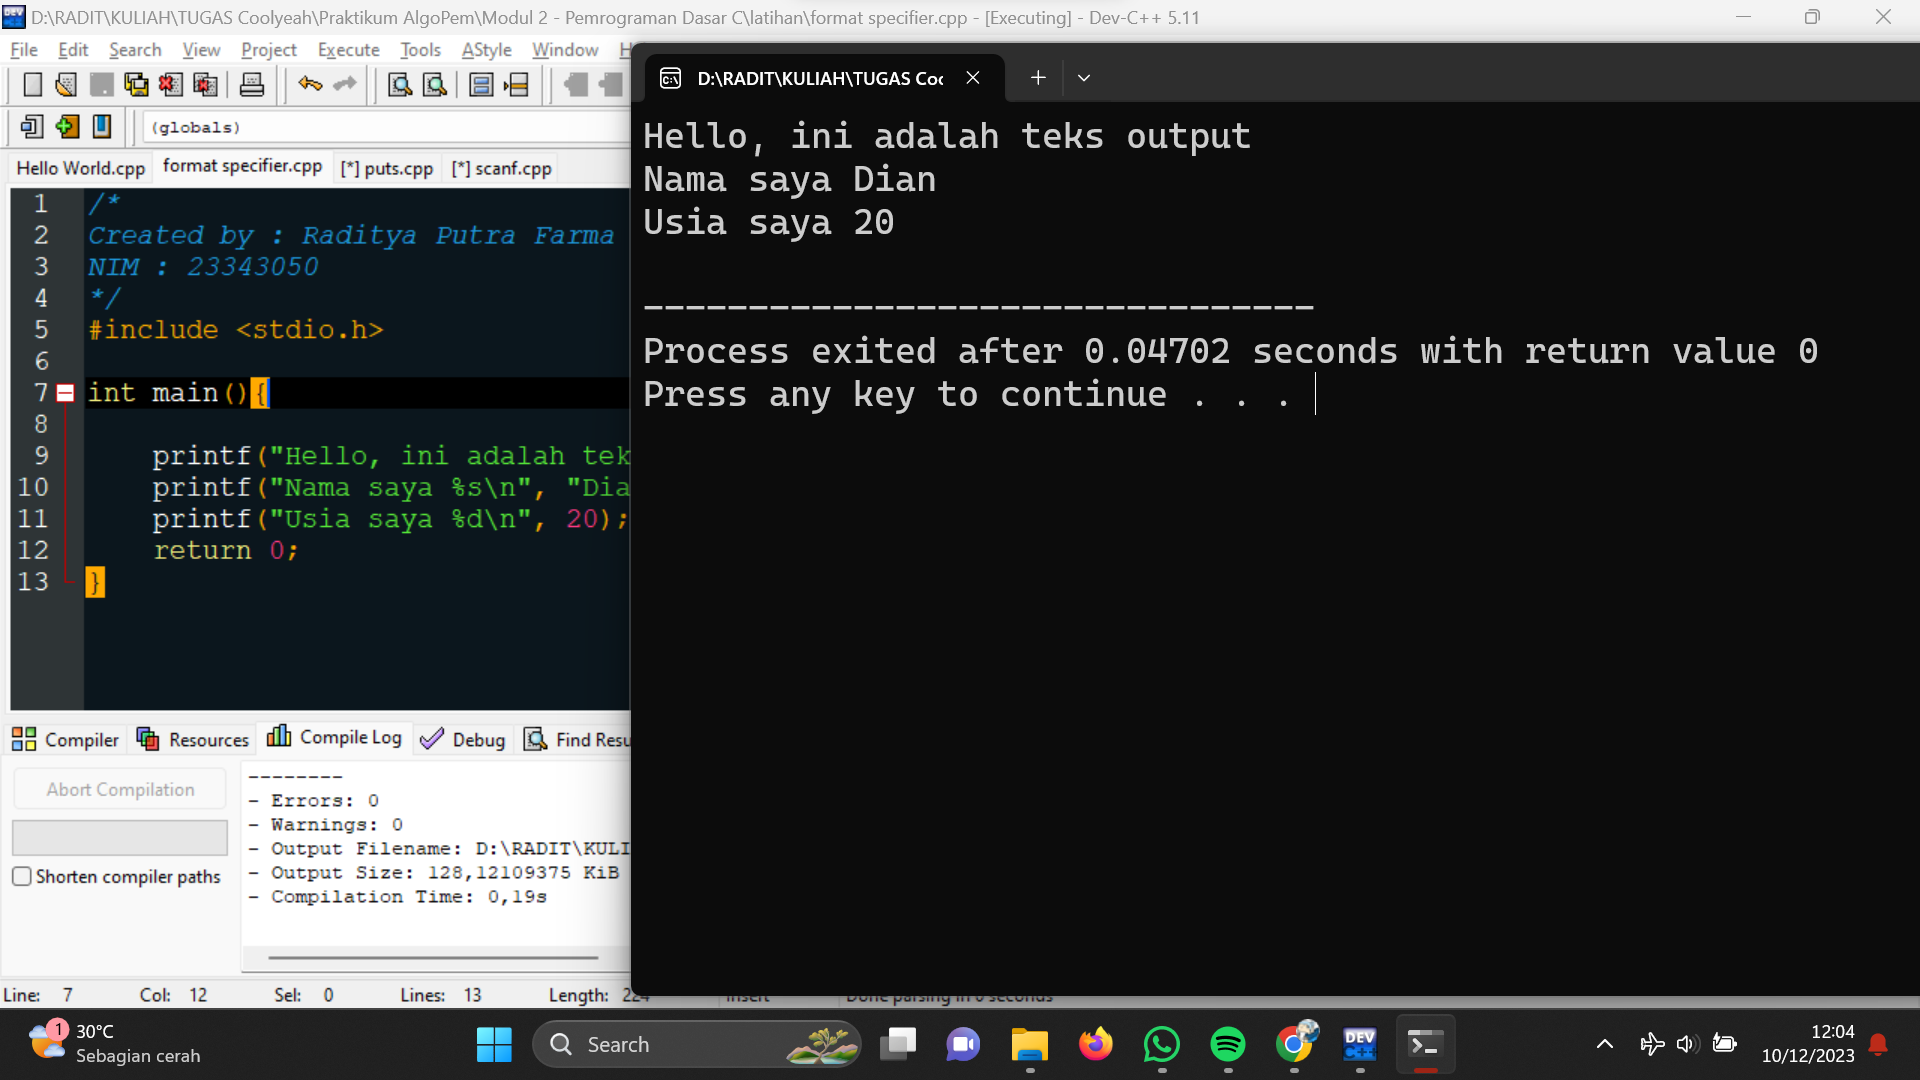 D:\RADIT\KULIAH\TUGAS Coolyeah\Praktikum AlgoPem\Modul 2 - Pemrograman Dasar C\latihan\format specifier.cpp - [Executing] - Dev-C++ 5.11
File Edit Search View Project Execute Tools AStyle Window H
(globals)
Hello World.cpp format specifier.cpp [*] puts.cpp [*] scanf.cpp
1 /*
2 Created by : Raditya Putra Farma
3 NIM : 23343050
4 */
5 #include <stdio.h>
6
7 int main(){
8
9 printf("Hello, ini adalah tek
10 printf("Nama saya %s\n", "Dia
11 printf("Usia saya %d\n", 20);
12 return 0;
13 }
D:\RADIT\KULIAH\TUGAS Coo
Hello, ini adalah teks output
Nama saya Dian
Usia saya 20
--------------------------------
Process exited after 0.04702 seconds with return value 0
Press any key to continue . . .
Compiler Resources Compile Log Debug Find Resu
Abort Compilation
Shorten compiler paths
--------
- Errors: 0
- Warnings: 0
- Output Filename: D:\RADIT\KULI
- Output Size: 128,12109375 KiB
- Compilation Time: 0,19s
Line: 7 Col: 12 Sel: 0 Lines: 13 Length: 224 Insert Done parsing in 0 seconds
1 30°C
Sebagian cerah
Search
DEV C++
12:04
10/12/2023